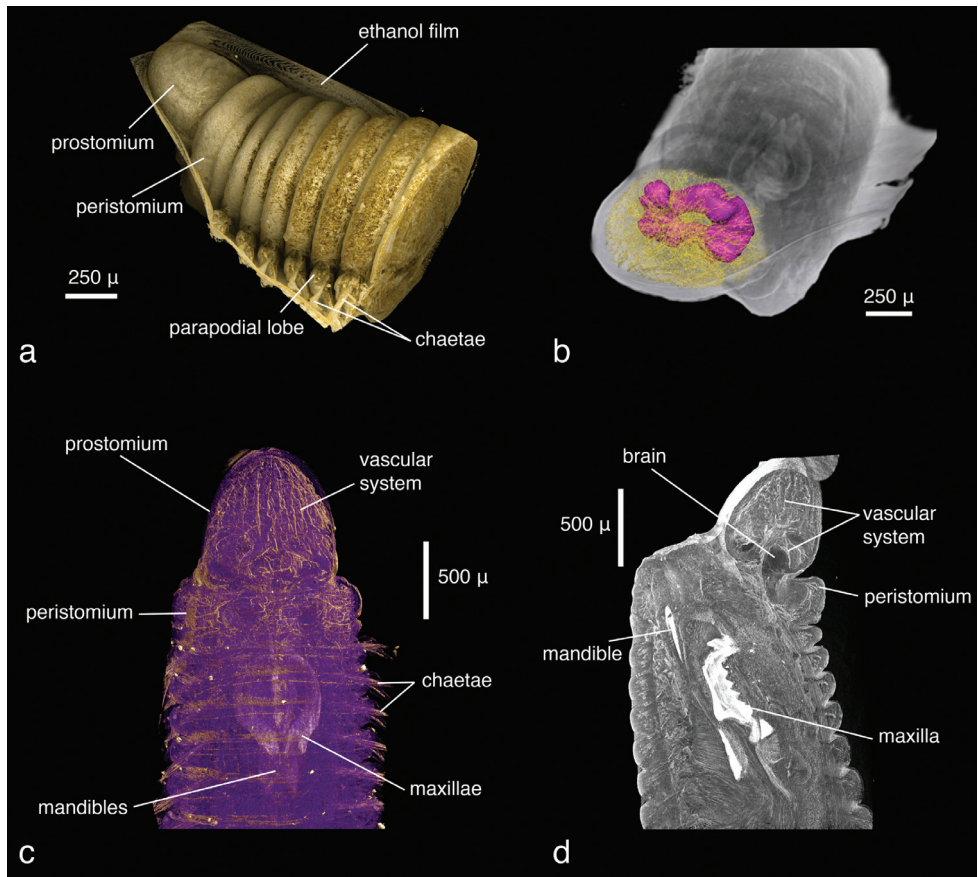 ethanol film
prostomium
peristomium
250 μ
parapodial lobe
chaetae
a
250 μ
b
prostomium
vascular
system
500 μ
peristomium
chaetae
mandibles
maxillae
c
brain
500 μ
vascular
system
peristomium
mandible
maxilla
d